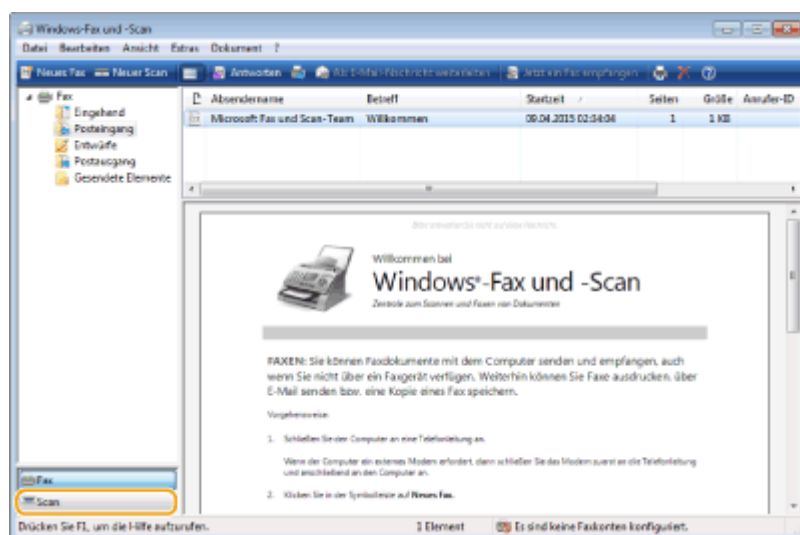 Windows-Fax und -Scan
Datei Bearbeiten Ansicht Extras Dokument ?
Neues Fax Neuer Scan Antworten Als E-Mail-Nachricht weiterleiten Jetzt ein Fax empfangen
Fax
Eingehend
Posteingang
Entwürfe
Postausgang
Gesendete Elemente
Absendername Betreff Startzeit Seiten Größe Anrufer-ID
Microsoft Fax und Scan-Team Willkommen 09.04.2015 02:34:04 1 1 KB
Bitte antworten Sie nicht auf diese Nachricht.
Willkommen bei
Windows®-Fax und -Scan
Zentrale zum Scannen und Faxen von Dokumenten
FAXEN: Sie können Faxdokumente mit dem Computer senden und empfangen, auch
wenn Sie nicht über ein Faxgerät verfügen. Weiterhin können Sie Faxe ausdrucken, über
E-Mail senden bzw. eine Kopie eines Fax speichern.
Vorgehensweise:
1. Schließen Sie den Computer an eine Telefonleitung an.
Wenn der Computer ein externes Modem erfordert, dann schließen Sie das Modem zuerst an die Telefonleitung
und anschließend an den Computer an.
2. Klicken Sie in der Symbolleiste auf Neues Fax.
Fax
Scan
Drücken Sie F1, um die Hilfe aufzurufen. 1 Element Es sind keine Faxkonten konfiguriert.